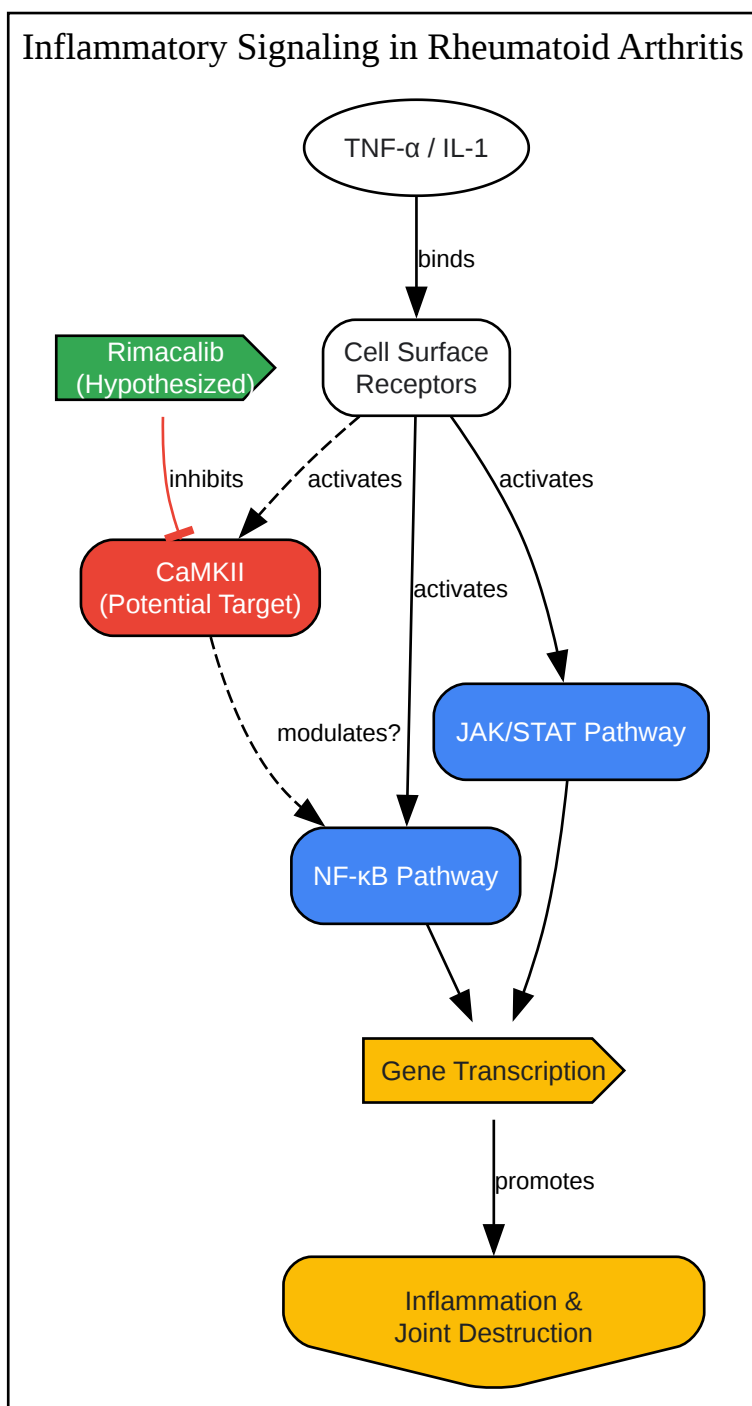 Inflammatory Signaling in Rheumatoid Arthritis
TNF-α / IL-1
binds
Rimacalib
(Hypothesized)
Cell Surface
Receptors
inhibits
activates
activates
CaMKII
(Potential Target)
activates
modulates?
JAK/STAT Pathway
NF-κB Pathway
Gene Transcription
promotes
Inflammation &
Joint Destruction